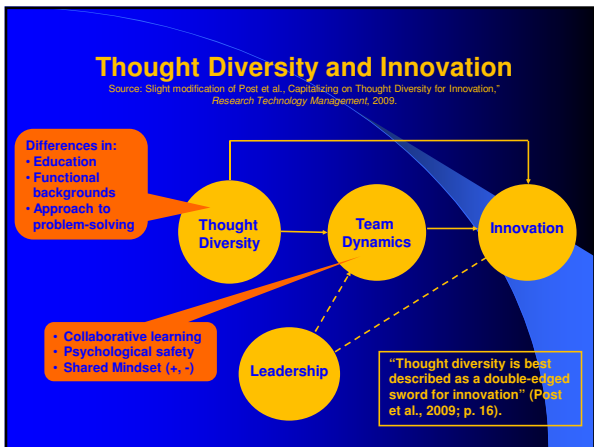 Thought Diversity and Innovation
Source: Slight modification of Post et al., Capitalizing on Thought Diversity for Innovation,”
Research Technology Management, 2009.
Differences in:
• Education
• Functional
backgrounds
• Approach to
problem-solving
Thought
Diversity
Team
Dynamics
Innovation
• Collaborative learning
• Psychological safety
• Shared Mindset (+, -)
Leadership
“Thought diversity is best
described as a double-edged
sword for innovation” (Post
et al., 2009; p. 16).